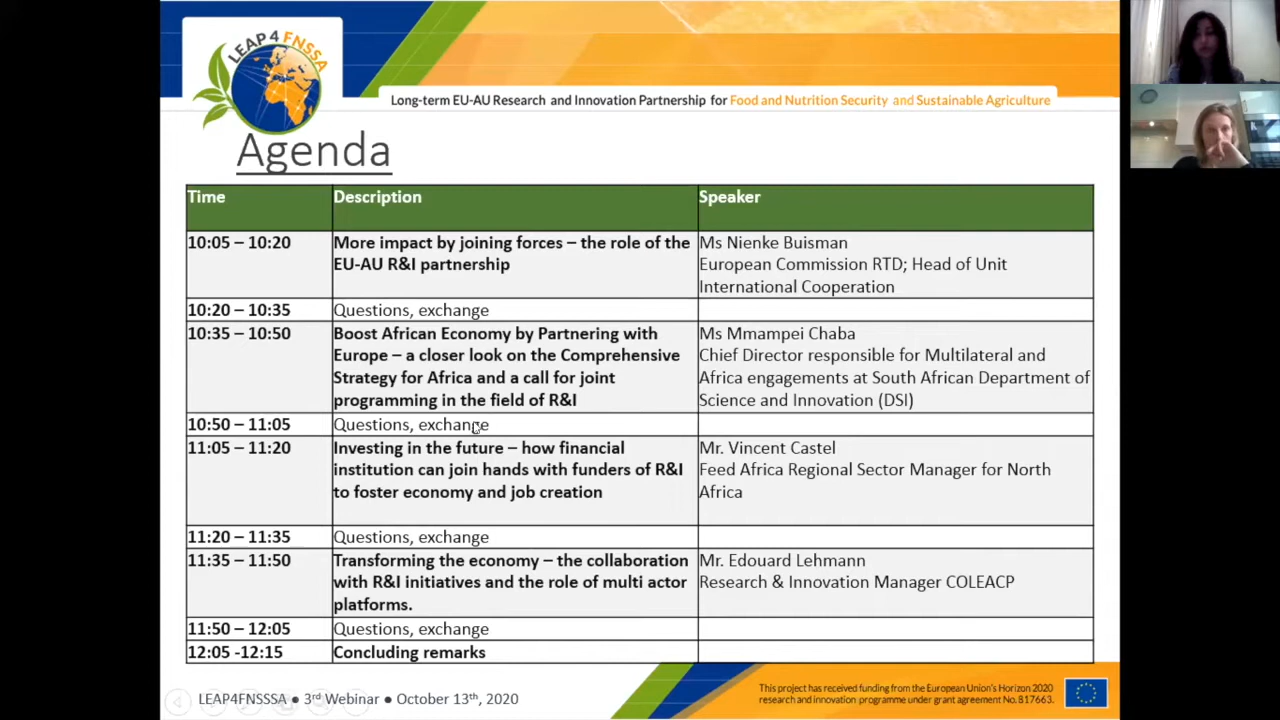 LEAP4FNSSA
Long-term EU-AU Research and Innovation Partnership for Food and Nutrition Security and Sustainable Agriculture
Agenda
Time Description Speaker
10:05 – 10:20 More impact by joining forces – the role of the Ms Nienke Buisman
EU-AU R&I partnership European Commission RTD; Head of Unit
International Cooperation
10:20 – 10:35 Questions, exchange
10:35 – 10:50 Boost African Economy by Partnering with Ms Mmampei Chaba
Europe – a closer look on the Comprehensive Chief Director responsible for Multilateral and
Strategy for Africa and a call for joint Africa engagements at South African Department of
programming in the field of R&I Science and Innovation (DSI)
10:50 – 11:05 Questions, exchange
11:05 – 11:20 Investing in the future – how financial Mr. Vincent Castel
institution can join hands with funders of R&I Feed Africa Regional Sector Manager for North
to foster economy and job creation Africa
11:20 – 11:35 Questions, exchange
11:35 – 11:50 Transforming the economy – the collaboration Mr. Edouard Lehmann
with R&I initiatives and the role of multi actor Research & Innovation Manager COLEACP
platforms.
11:50 – 12:05 Questions, exchange
12:05 -12:15 Concluding remarks
LEAP4FNSSSA ● 3rd Webinar ● October 13th, 2020
This project has received funding from the European Union's Horizon 2020
research and innovation programme under grant agreement No.817663.